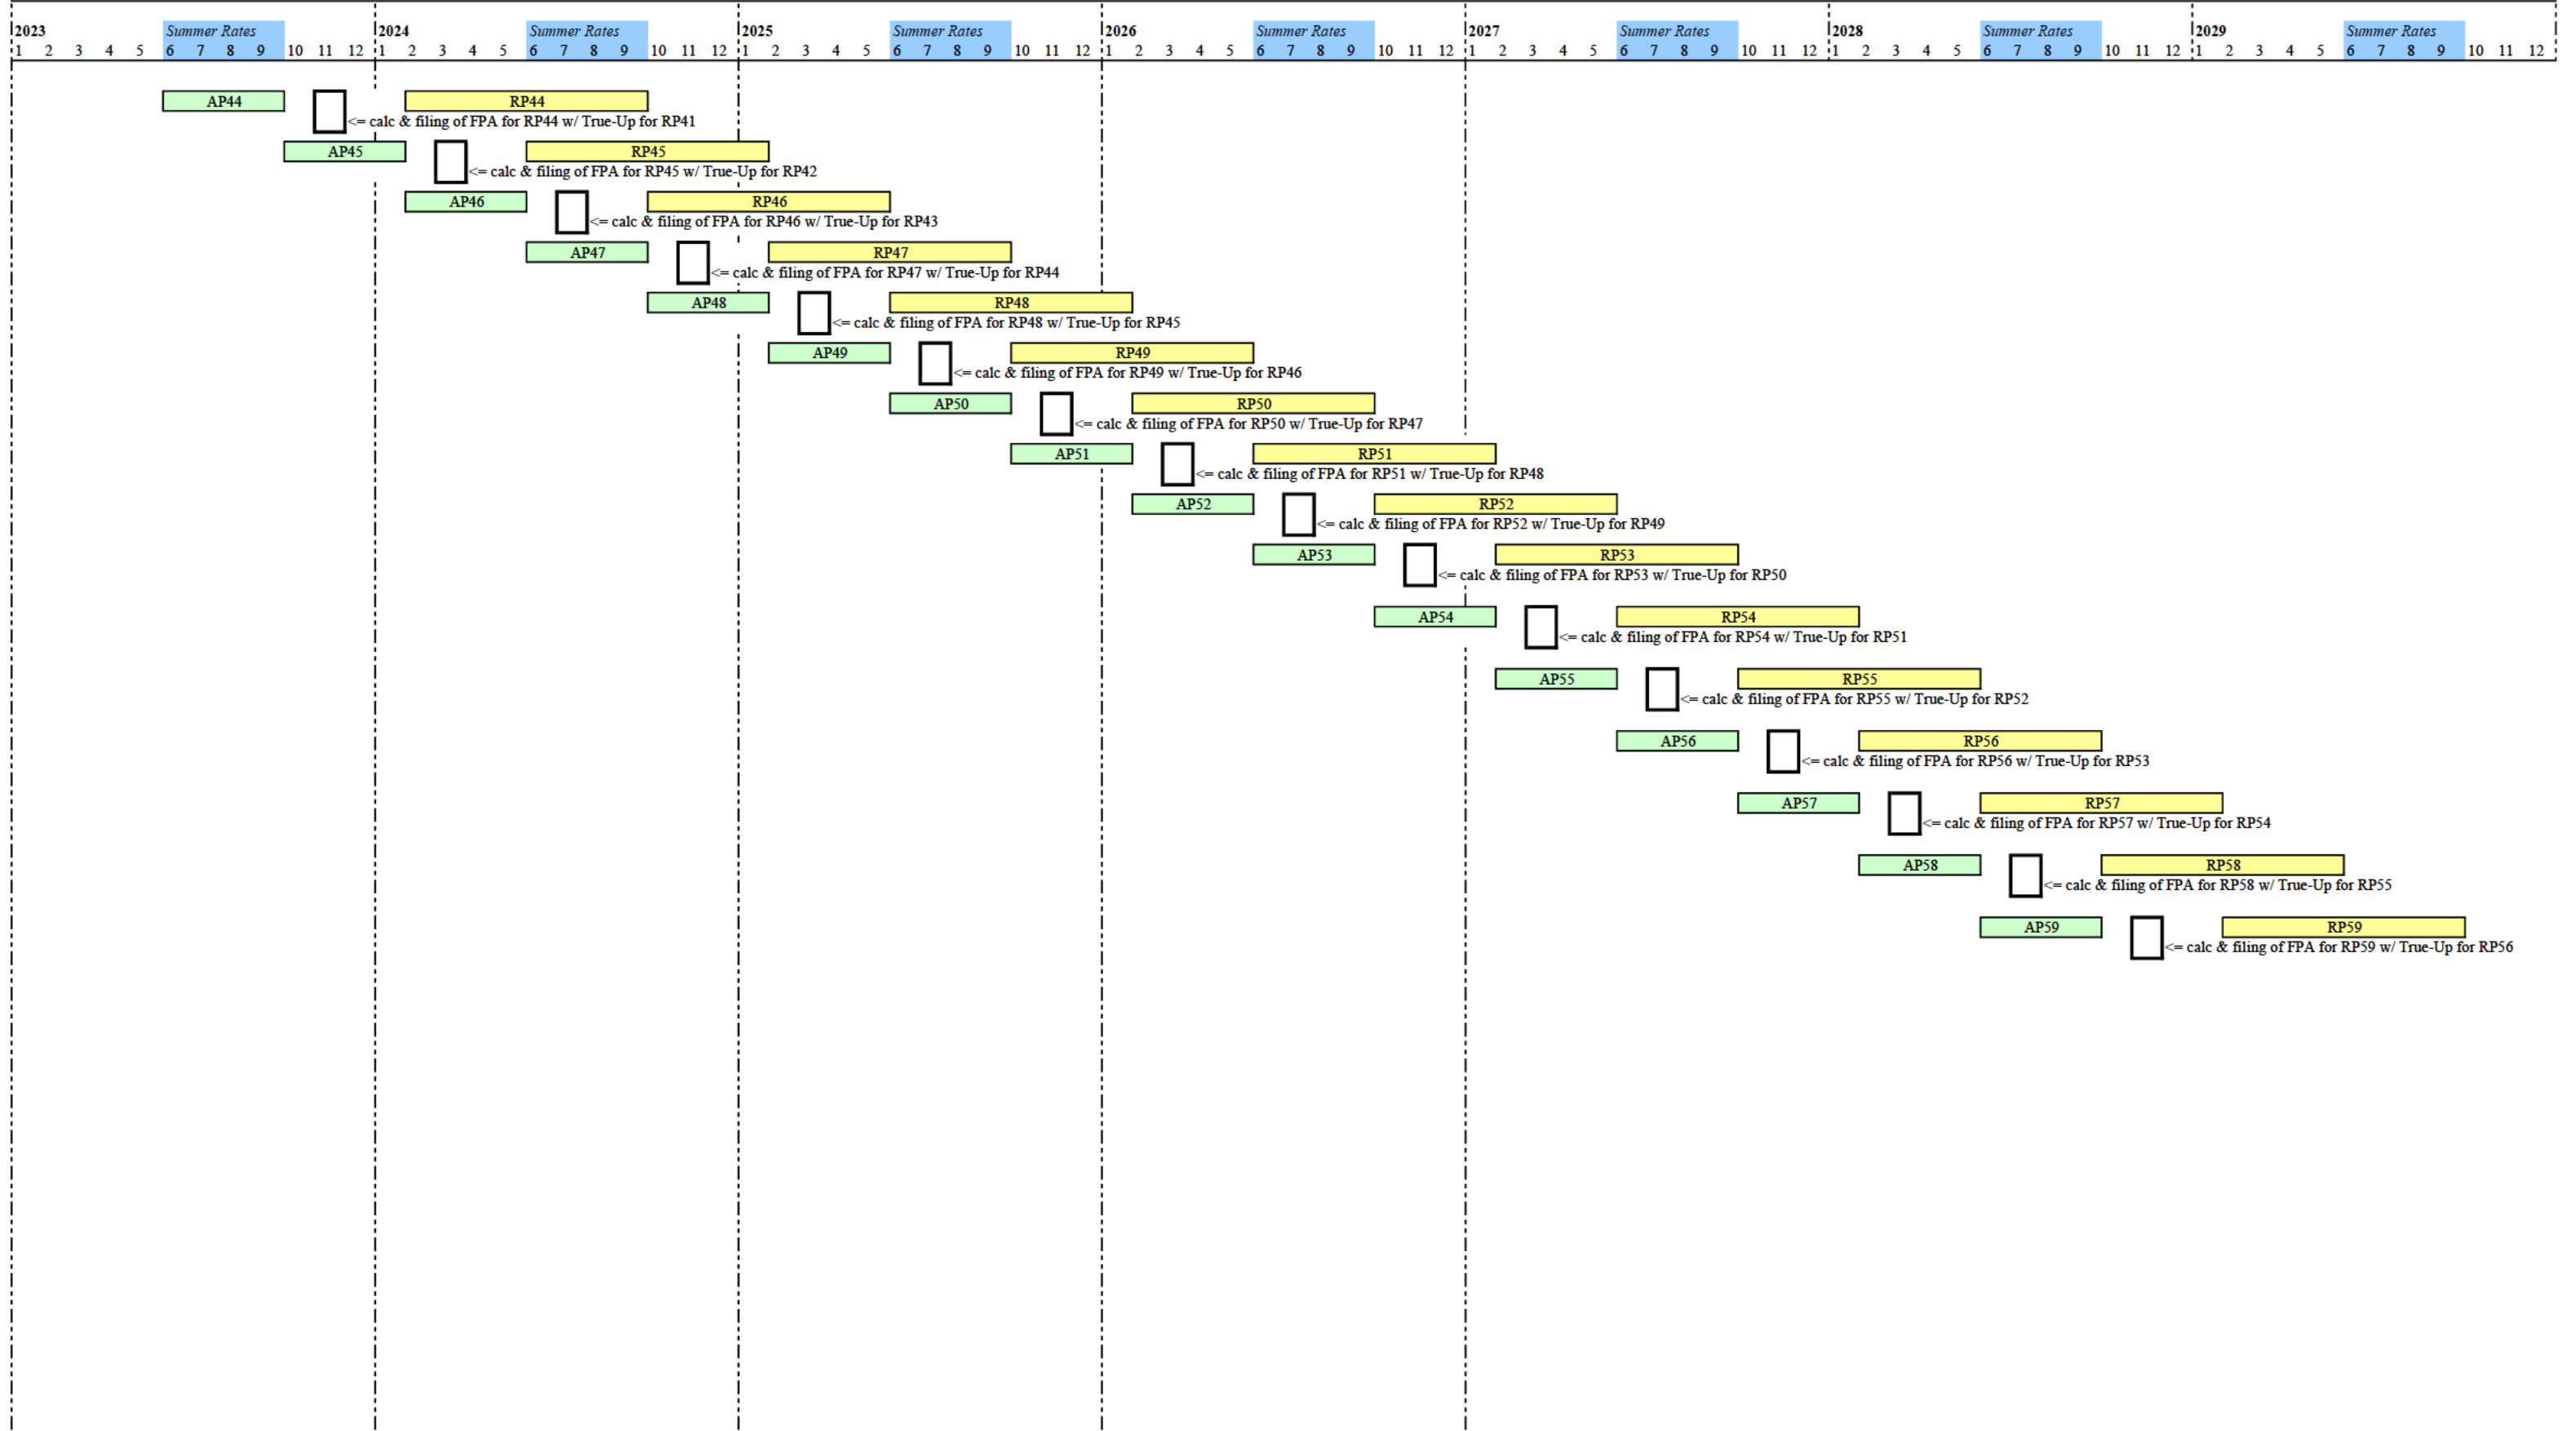 2023 Summer Rates 2024 Summer Rates 2025 Summer Rates 2026 Summer Rates 2027 Summer Rates 2028 Summer Rates 2029 Summer Rates
1 2 3 4 5 6 7 8 9 10 11 12 1 2 3 4 5 6 7 8 9 10 11 12 1 2 3 4 5 6 7 8 9 10 11 12 1 2 3 4 5 6 7 8 9 10 11 12 1 2 3 4 5 6 7 8 9 10 11 12 1 2 3 4 5 6 7 8 9 10 11 12 1 2 3 4 5 6 7 8 9 10 11 12
AP44 RP44
<= calc & filing of FPA for RP44 w/ True-Up for RP41
AP45 RP45
<= calc & filing of FPA for RP45 w/ True-Up for RP42
AP46 RP46
<= calc & filing of FPA for RP46 w/ True-Up for RP43
AP47 RP47
<= calc & filing of FPA for RP47 w/ True-Up for RP44
AP48 RP48
<= calc & filing of FPA for RP48 w/ True-Up for RP45
AP49 RP49
<= calc & filing of FPA for RP49 w/ True-Up for RP46
AP50 RP50
<= calc & filing of FPA for RP50 w/ True-Up for RP47
AP51 RP51
<= calc & filing of FPA for RP51 w/ True-Up for RP48
AP52 RP52
<= calc & filing of FPA for RP52 w/ True-Up for RP49
AP53 RP53
<= calc & filing of FPA for RP53 w/ True-Up for RP50
AP54 RP54
<= calc & filing of FPA for RP54 w/ True-Up for RP51
AP55 RP55
<= calc & filing of FPA for RP55 w/ True-Up for RP52
AP56 RP56
<= calc & filing of FPA for RP56 w/ True-Up for RP53
AP57 RP57
<= calc & filing of FPA for RP57 w/ True-Up for RP54
AP58 RP58
<= calc & filing of FPA for RP58 w/ True-Up for RP55
AP59 RP59
<= calc & filing of FPA for RP59 w/ True-Up for RP56